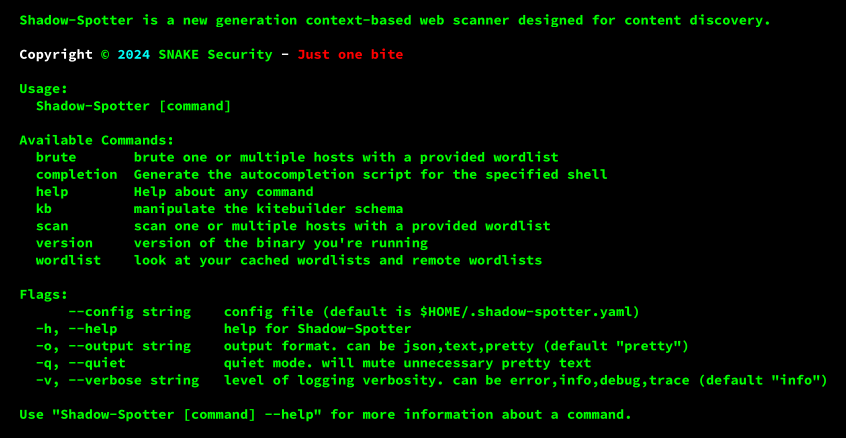 Shadow-Spotter is a new generation context-based web scanner designed for content discovery.
Copyright © 2024 SNAKE Security - Just one bite
Usage:
Shadow-Spotter [command]
Available Commands:
brute brute one or multiple hosts with a provided wordlist
completion Generate the autocompletion script for the specified shell
help Help about any command
kb manipulate the kitebuilder schema
scan scan one or multiple hosts with a provided wordlist
version version of the binary you're running
wordlist look at your cached wordlists and remote wordlists
Flags:
--config string config file (default is $HOME/.shadow-spotter.yaml)
-h, --help help for Shadow-Spotter
-o, --output string output format. can be json,text,pretty (default "pretty")
-q, --quiet quiet mode. will mute unnecessary pretty text
-v, --verbose string level of logging verbosity. can be error,info,debug,trace (default "info")
Use "Shadow-Spotter [command] --help" for more information about a command.